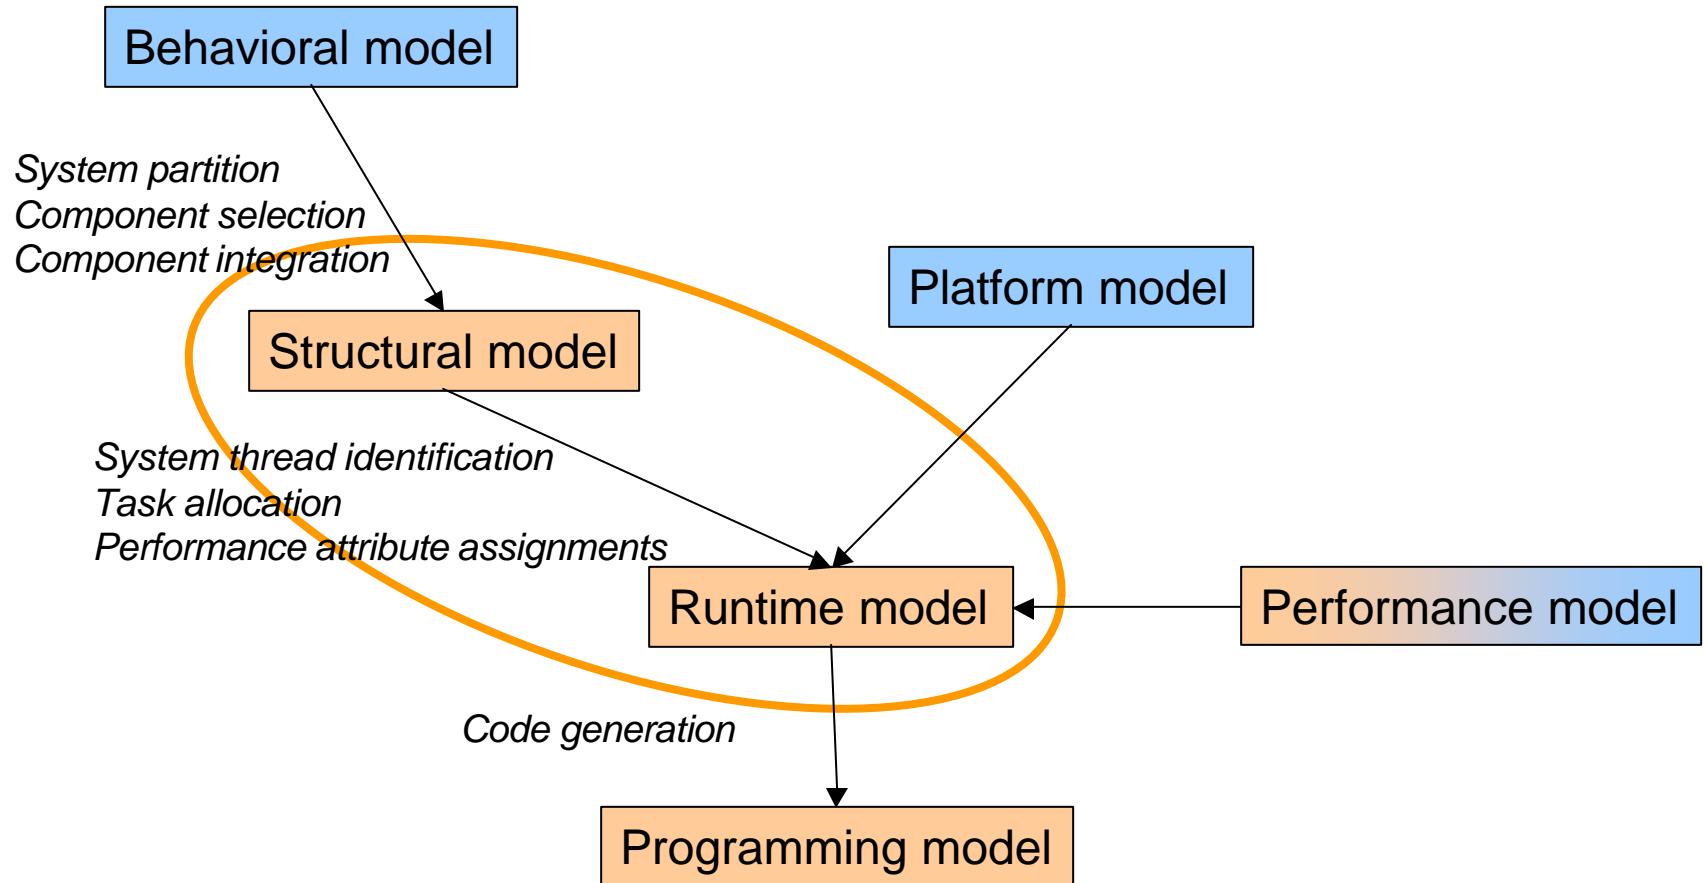 Behavioral model
System partition
Component selection
Component integration
Platform model
Structural model
System thread identification
Task allocation
Performance attribute assignments
Runtime model
Performance model
Code generation
Programming model